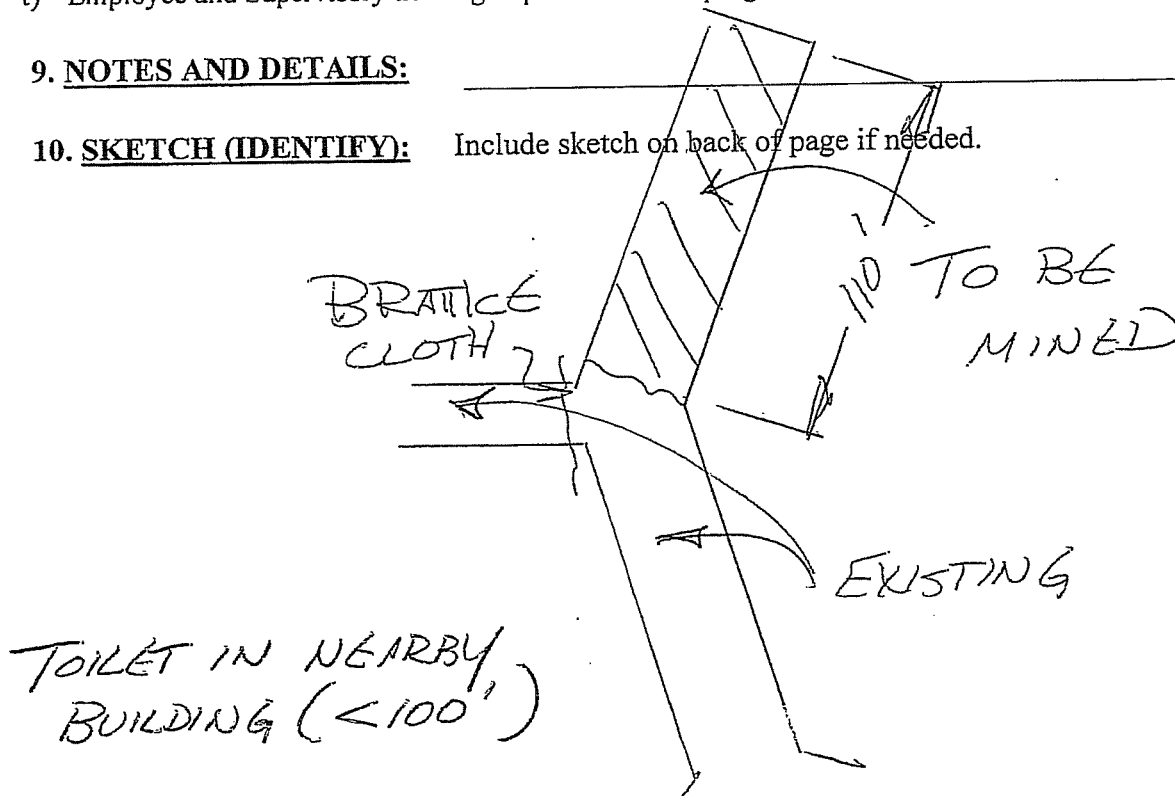 9. NOTES AND DETAILS:
10. SKETCH (IDENTIFY): Include sketch on back of page if needed.
BRATTICE
CLOTH
110'
TO BE
MINED
EXISTING
TOILET IN NEARBY
BUILDING (<100')